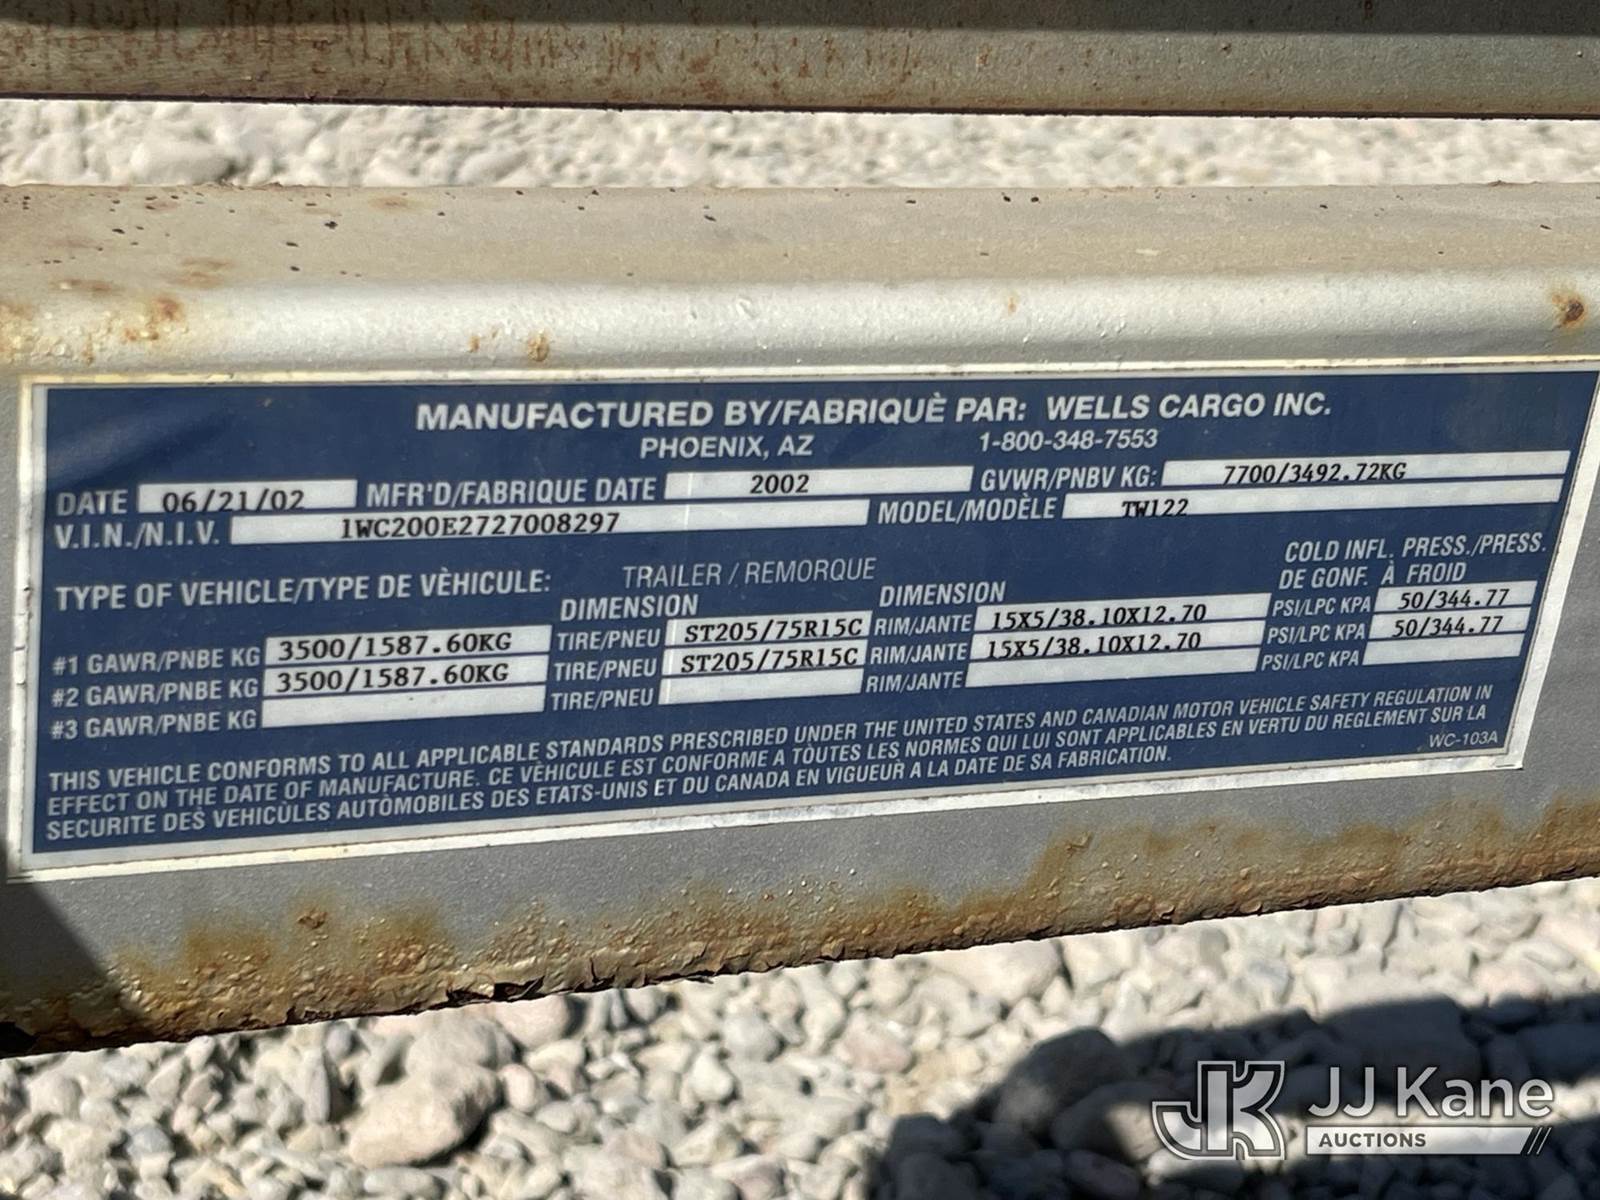 MANUFACTURED BY/FABRIQUÈ PAR: WELLS CARGO INC.
PHOENIX, AZ 1-800-348-7553
DATE 06/21/02 MFR'D/FABRIQUE DATE 2002 GVWR/PNBV KG: 7700/3492.72KG
V.I.N./N.I.V. 1WC200E2727008297 MODEL/MODÈLE TW122
TYPE OF VEHICLE/TYPE DE VÈHICULE: TRAILER / REMORQUE
COLD INFL. PRESS./PRESS.
DIMENSION DIMENSION DE GONF. À FROID
#1 GAWR/PNBE KG 3500/1587.60KG TIRE/PNEU ST205/75R15C RIM/JANTE 15X5/38.10X12.70 PSI/LPC KPA 50/344.77
#2 GAWR/PNBE KG 3500/1587.60KG TIRE/PNEU ST205/75R15C RIM/JANTE 15X5/38.10X12.70 PSI/LPC KPA 50/344.77
#3 GAWR/PNBE KG TIRE/PNEU RIM/JANTE PSI/LPC KPA
THIS VEHICLE CONFORMS TO ALL APPLICABLE STANDARDS PRESCRIBED UNDER THE UNITED STATES AND CANADIAN MOTOR VEHICLE SAFETY REGULATION IN
EFFECT ON THE DATE OF MANUFACTURE. CE VÈHICULE EST CONFORME A TÒUTES LES NORMES QUI LUI SONT APPLICABLES EN VERTU DU REGLEMENT SUR LA
SECURITE DES VEHICÙLES AUTÒMOBILES DES ETATS-UNIS ET DU CANADA EN VIGUEUR A LA DATE DE SA FABRICATION.
WC-103A
JK JJ Kane
AUCTIONS